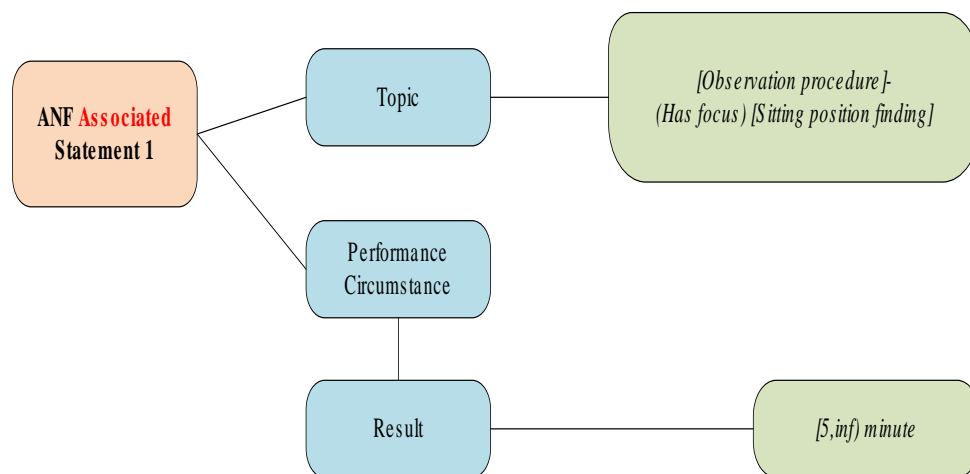 ANF Associated
Statement 1
Topic
[Observation procedure]-
(Has focus) [Sitting position finding]
Performance
Circumstance
Result
[5,inf) minute